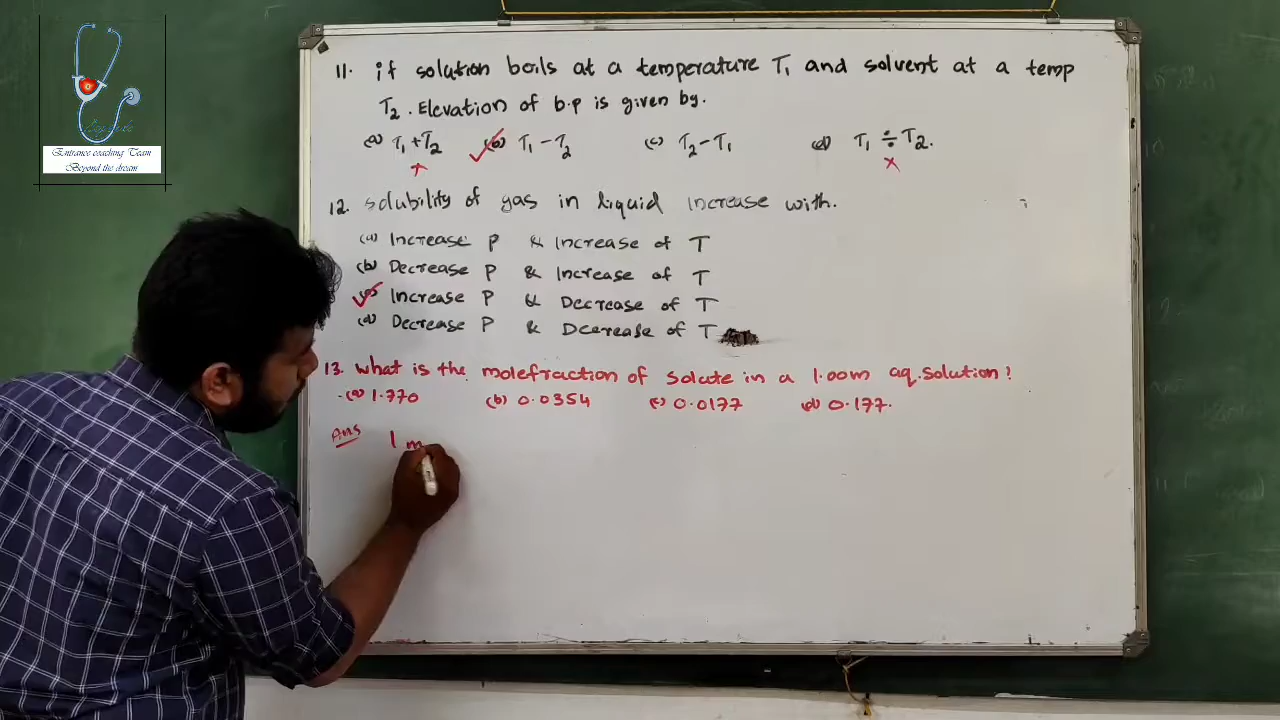 Entrance coaching Team
Beyond the dream
11. if solution boils at a temperature T₁ and solvent at a temp
T₂. Elevation of b.p is given by.
(a) T₁ + T₂ (b) T₁ - T₂ (c) T₂ - T₁ (d) T₁ ÷ T₂.
12. Solubility of gas in liquid increase with.
(a) Increase P & Increase of T
(b) Decrease P & Increase of T
(c) Increase P & Decrease of T
(d) Decrease P & Decrease of T
13. What is the molefraction of solute in a 1.00m aq. solution?
(a) 1.770 (b) 0.0354 (c) 0.0177 (d) 0.177.
Ans 1 m